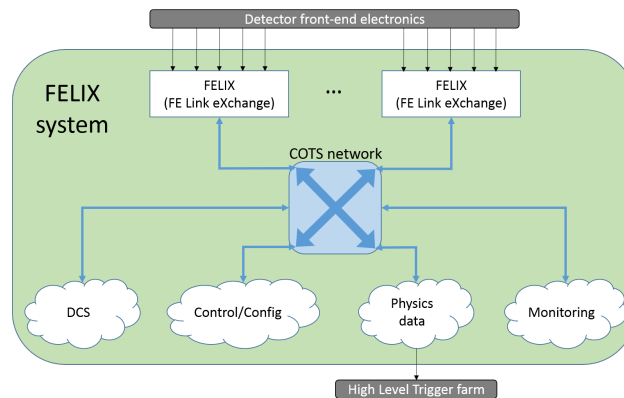 Detector front-end electronics
FELIX
(FE Link eXchange)
...
FELIX
(FE Link eXchange)
FELIX
system
COTS network
DCS
Control/Config
Physics
data
Monitoring
High Level Trigger farm